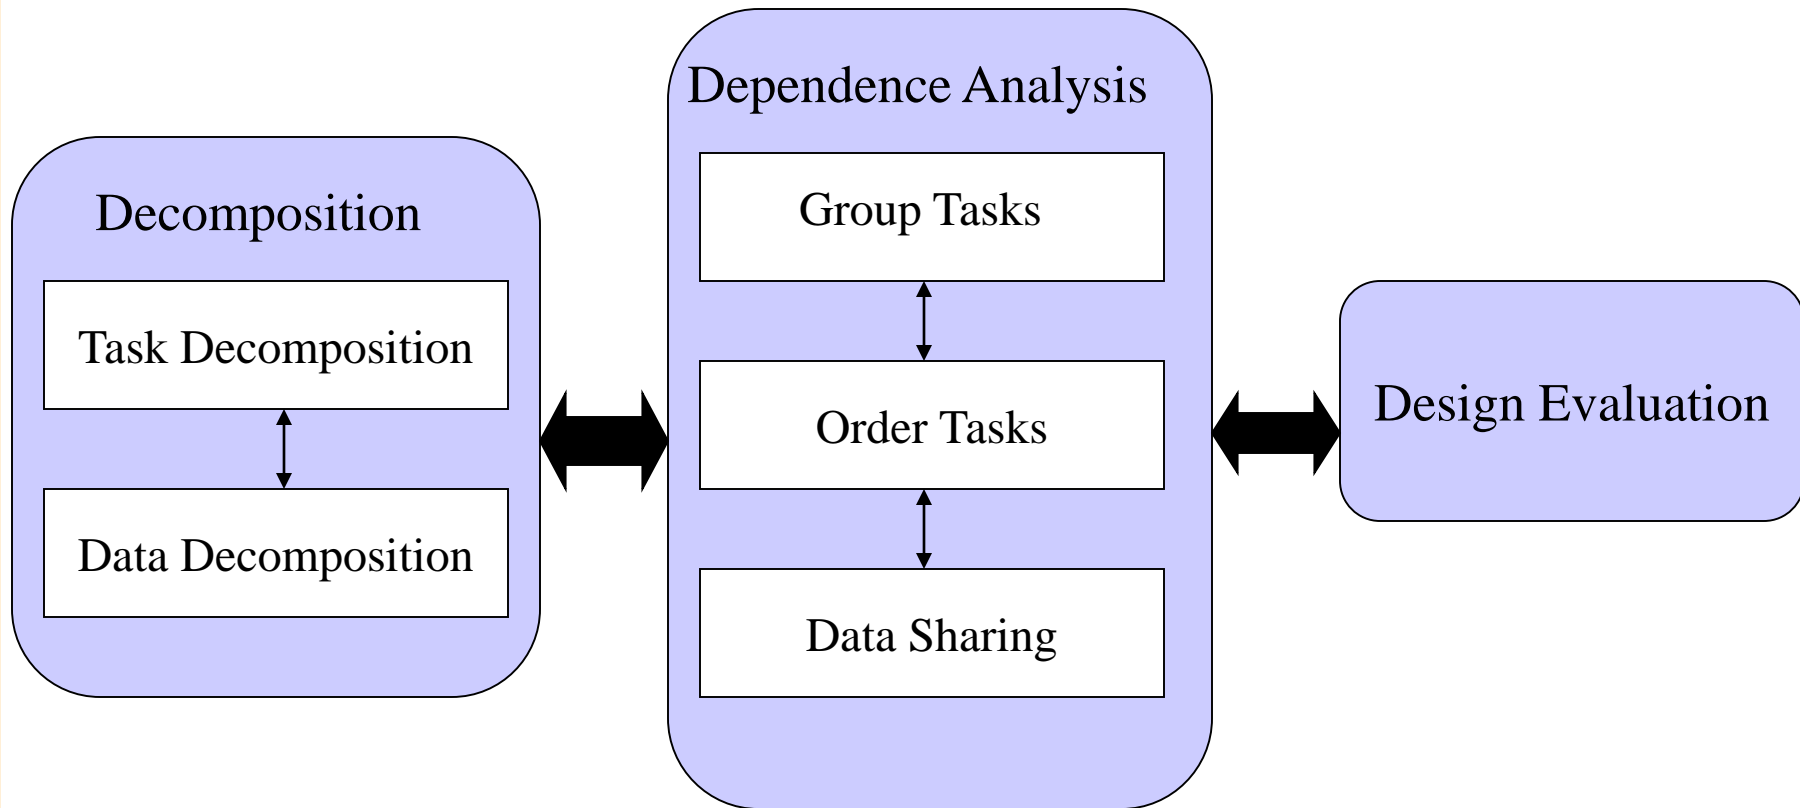 Decomposition
Task Decomposition
Data Decomposition
Dependence Analysis
Group Tasks
Order Tasks
Data Sharing
Design Evaluation